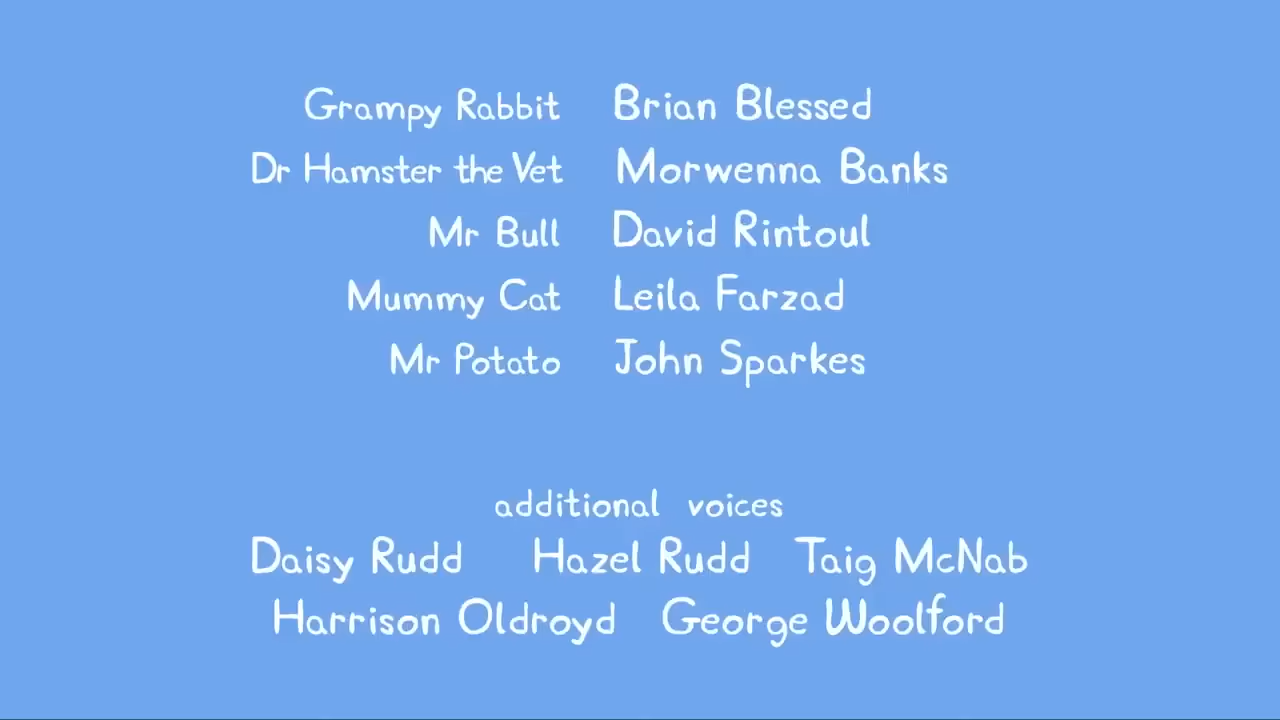 Grampy Rabbit Brian Blessed
Dr Hamster the Vet Morwenna Banks
Mr Bull David Rintoul
Mummy Cat Leila Farzad
Mr Potato John Sparkes
additional voices
Daisy Rudd Hazel Rudd Taig McNab
Harrison Oldroyd George Woolford